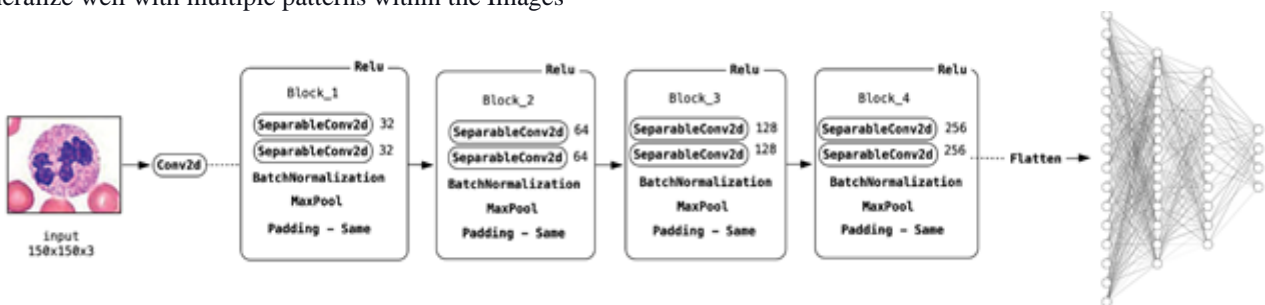 neralize well with multiple patterns within the Images
input
150x150x3
Conv2d
Relu
Block_1
SeparableConv2d 32
SeparableConv2d 32
BatchNormalization
MaxPool
Padding - Same
Relu
Block_2
SeparableConv2d 64
SeparableConv2d 64
BatchNormalization
MaxPool
Padding - Same
Relu
Block_3
SeparableConv2d 128
SeparableConv2d 128
BatchNormalization
MaxPool
Padding - Same
Relu
Block_4
SeparableConv2d 256
SeparableConv2d 256
BatchNormalization
MaxPool
Padding - Same
Flatten